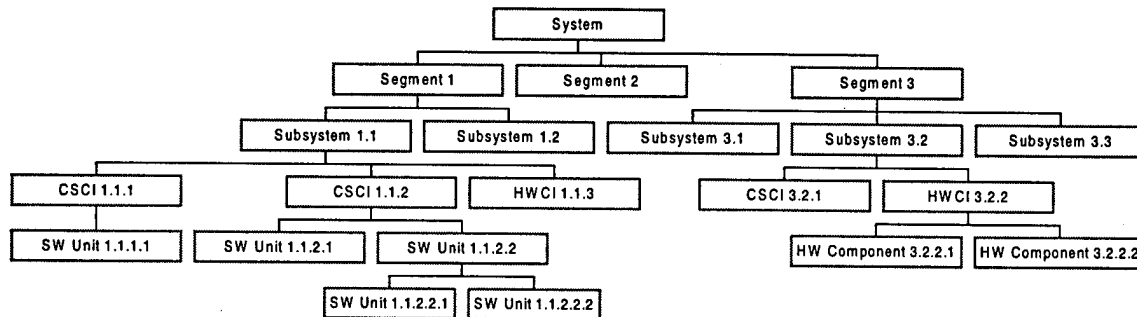 System
Segment 1
Segment 2
Segment 3
Subsystem 1.1
Subsystem 1.2
Subsystem 3.1
Subsystem 3.2
Subsystem 3.3
CSCI 1.1.1
CSCI 1.1.2
HWCI 1.1.3
CSCI 3.2.1
HWCI 3.2.2
SW Unit 1.1.1.1
SW Unit 1.1.2.1
SW Unit 1.1.2.2
HW Component 3.2.2.1
HW Component 3.2.2.2
SW Unit 1.1.2.2.1
SW Unit 1.1.2.2.2